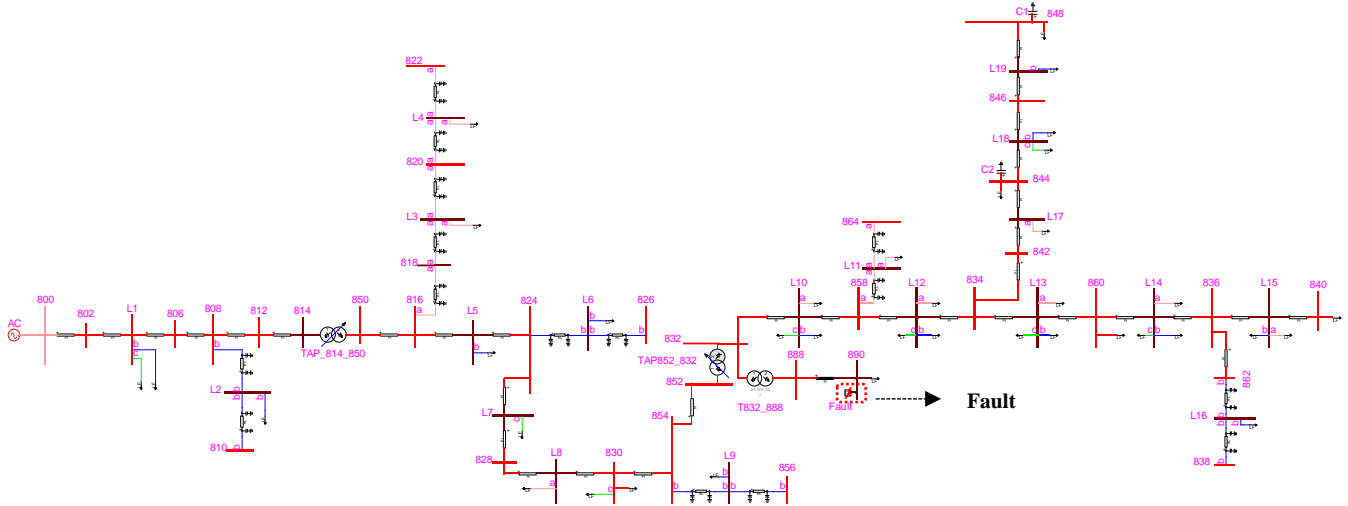 C1
848
822
a
L19
b
a
L4
846
a
a
L18
b
c
a
820
a
C2
844
a
L3
a
a
L17
a
864
a
842
a
818
a
L11
a
a
a
800
802
L1
806
808
812
814
850
816
a
L5
824
L6
826
b
b
b
b
L10
a
858
L12
a
834
L13
a
860
L14
a
836
L15
840
AC
b
c
b
TAP_814_850
b
832
c b
c b
c b
c b
b a
L2
b
b
TAP852_832
888
890
852
T832_888
Fault
Fault
862
b
L7
c
854
L16
b
b
b
810
b
828
L8
a
830
c
L9
b
b
b
856
b
b
838
b